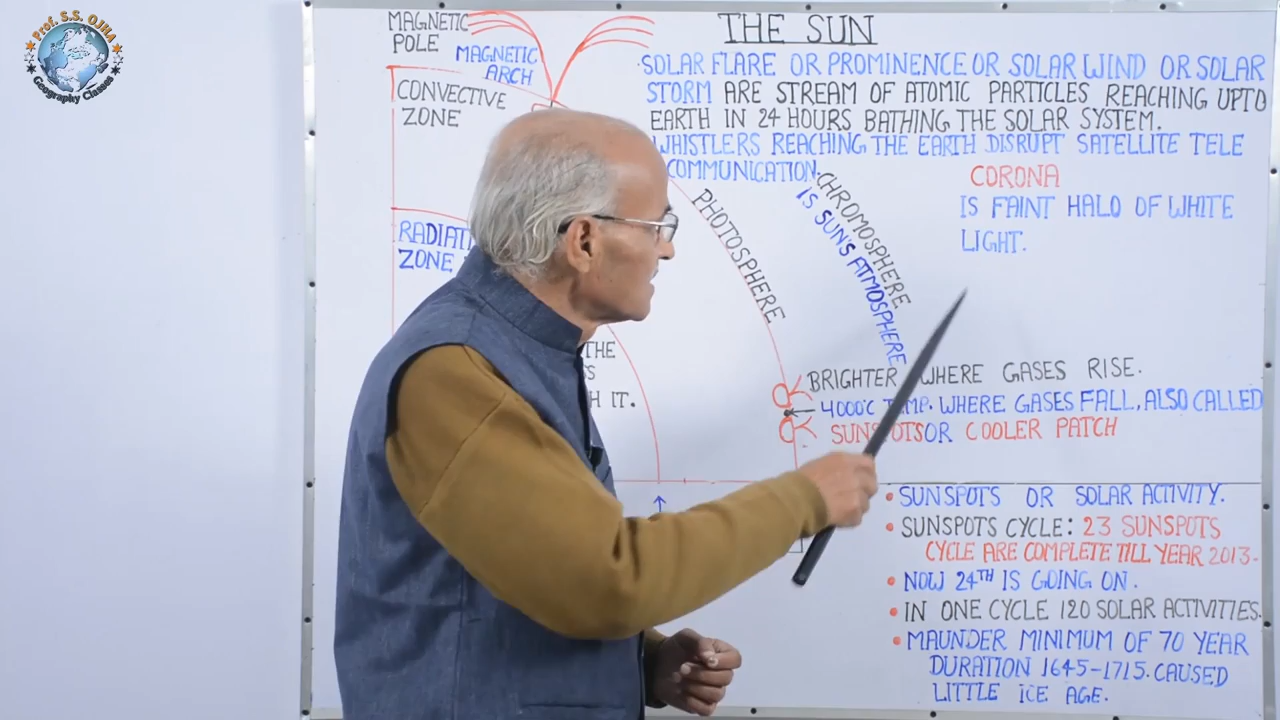 Prof. S.S. OJHA
Geography Classes
MAGNETIC
POLE
MAGNETIC
ARCH
CONVECTIVE
ZONE
ZONE
THE
H IT.
THE SUN
SOLAR FLARE OR PROMINENCE OR SOLAR WIND OR SOLAR
STORM ARE STREAM OF ATOMIC PARTICLES REACHING UPTO
EARTH IN 24 HOURS BATHING THE SOLAR SYSTEM.
WHISTLERS REACHING THE EARTH DISRUPT SATELLITE TELE
COMMUNICATION.
PHOTOSPHERE
CHROMOSPHERE
IS SUN'S ATMOSPHERE
CORONA
IS FAINT HALO OF WHITE
LIGHT.
BRIGHTER WHERE GASES RISE.
4000°C TEMP. WHERE GASES FALL, ALSO CALLED
SUNSPOTS OR COOLER PATCH
• SUNSPOTS OR SOLAR ACTIVITY.
• SUNSPOTS CYCLE: 23 SUNSPOTS
CYCLE ARE COMPLETE TILL YEAR 2013-
• NOW 24TH IS GOING ON.
• IN ONE CYCLE 120 SOLAR ACTIVITIES.
• MAUNDER MINIMUM OF 70 YEAR
DURATION 1645-1715. CAUSED
LITTLE ICE AGE.